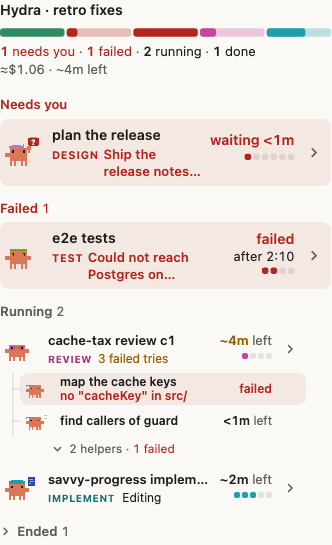 Hydra · retro fixes
1 needs you · 1 failed · 2 running · 1 done
≈$1.06 · ~4m left
Needs you
plan the release
waiting <1m
DESIGN Ship the
release notes...
Failed 1
e2e tests
failed
TEST Could not reach
Postgres on...
after 2:10
Running 2
cache-tax review c1
~4m left
REVIEW 3 failed tries
map the cache keys
no "cacheKey" in src/
failed
find callers of guard
<1m left
2 helpers · 1 failed
savvy-progress implem...
~2m left
IMPLEMENT Editing
Ended 1